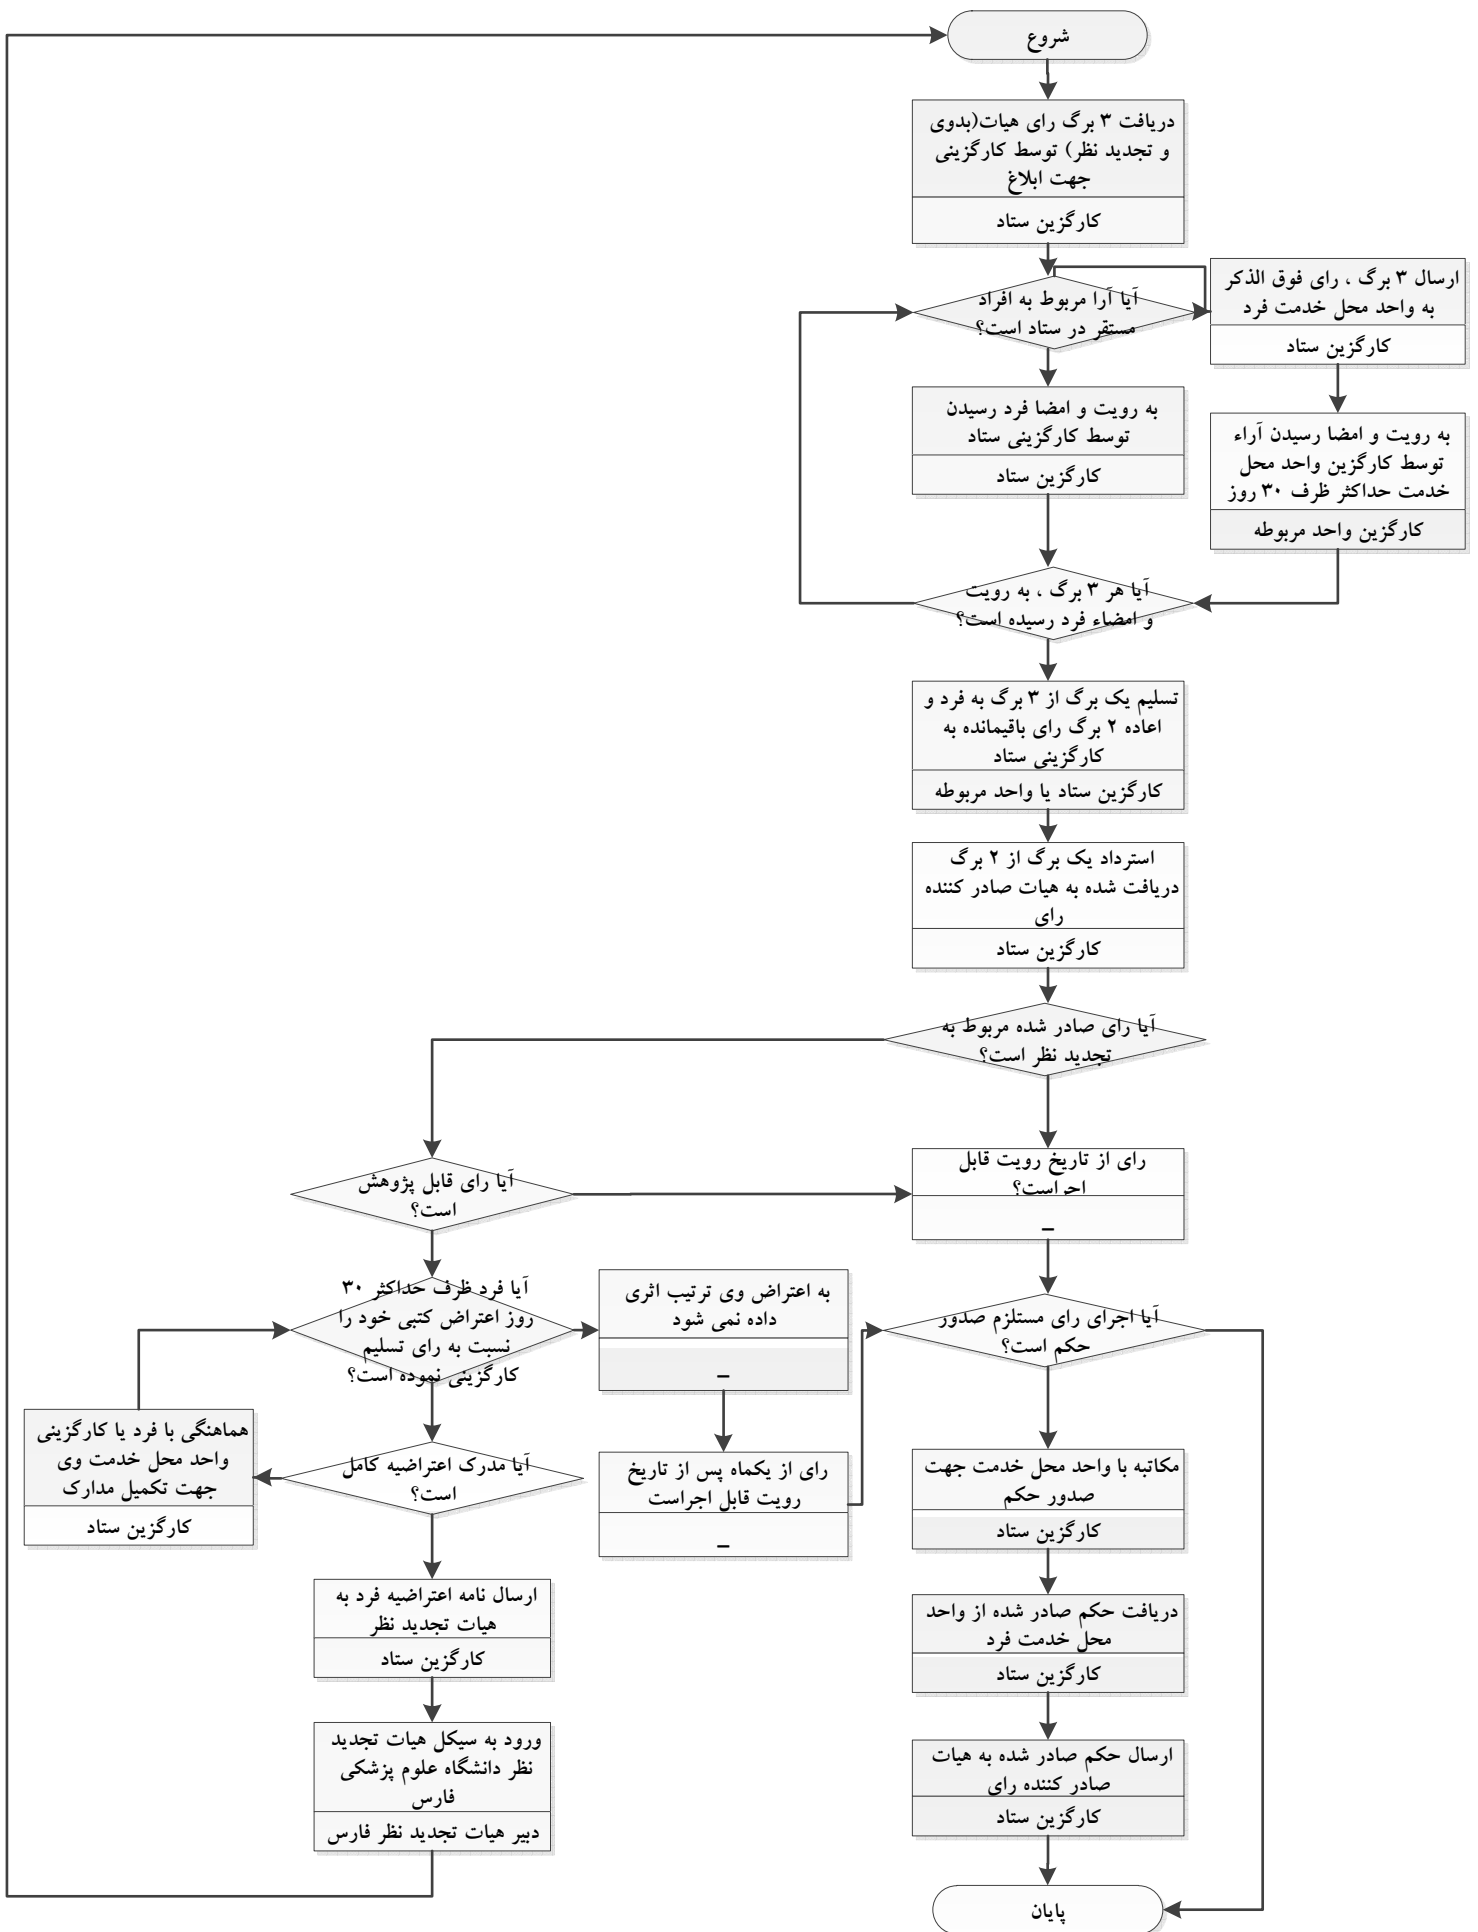 شروع
دریافت ۳ برگ رای هیات(بدوی
و تجدید نظر) توسط کارگزینی
جهت ابلاغ
کارگزین ستاد
آیا آرا مربوط به افراد
مستقر در ستاد است؟
ارسال ۳ برگ ، رای فوق الذکر
به واحد محل خدمت فرد
کارگزین ستاد
به رویت و امضا فرد رسیدن
توسط کارگزینی ستاد
کارگزین ستاد
به رویت و امضا رسیدن آراء
توسط کارگزین واحد محل
خدمت حداکثر ظرف ۳۰ روز
کارگزین واحد مربوطه
آیا هر ۳ برگ ، به رویت
و امضاء فرد رسیده است؟
تسلیم یک برگ از ۳ برگ به فرد و
اعاده ۲ برگ رای باقیمانده به
کارگزینی ستاد
کارگزین ستاد یا واحد مربوطه
استرداد یک برگ از ۲ برگ
دریافت شده به هیات صادر کننده
رای
کارگزین ستاد
آیا رای صادر شده مربوط به
تجدید نظر است؟
رای از تاریخ رویت قابل
اجراست؟
_
آیا رای قابل پژوهش
است؟
آیا فرد ظرف حداکثر ۳۰
روز اعتراض کتبی خود را
نسبت به رای تسلیم
کارگزینی نموده است؟
به اعتراض وی ترتیب اثری
داده نمی شود
_
آیا اجرای رای مستلزم صدور
حکم است؟
هماهنگی با فرد یا کارگزینی
واحد محل خدمت وی
جهت تکمیل مدارک
کارگزین ستاد
آیا مدرک اعتراضیه کامل
است؟
رای از یکماه پس از تاریخ
رویت قابل اجراست
_
مکاتبه با واحد محل خدمت جهت
صدور حکم
کارگزین ستاد
ارسال نامه اعتراضیه فرد به
هیات تجدید نظر
کارگزین ستاد
دریافت حکم صادر شده از واحد
محل خدمت فرد
کارگزین ستاد
ورود به سیکل هیات تجدید
نظر دانشگاه علوم پزشکی
فارس
دبیر هیات تجدید نظر فارس
ارسال حکم صادر شده به هیات
صادر کننده رای
کارگزین ستاد
پایان